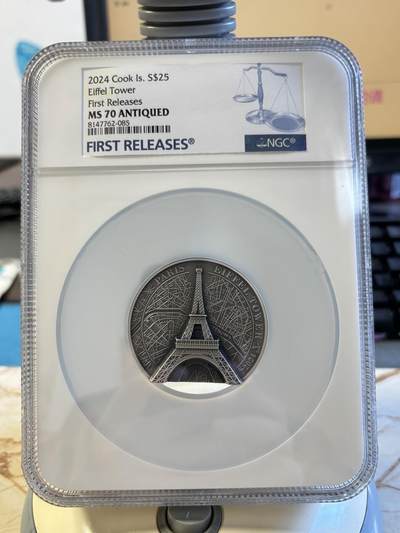 2024 Cook Is. S$25
Eiffel Tower
First Releases
MS 70 ANTIQUED
8147762-085
FIRST RELEASES®
NGC®
PARIS
EIFFEL TOWER